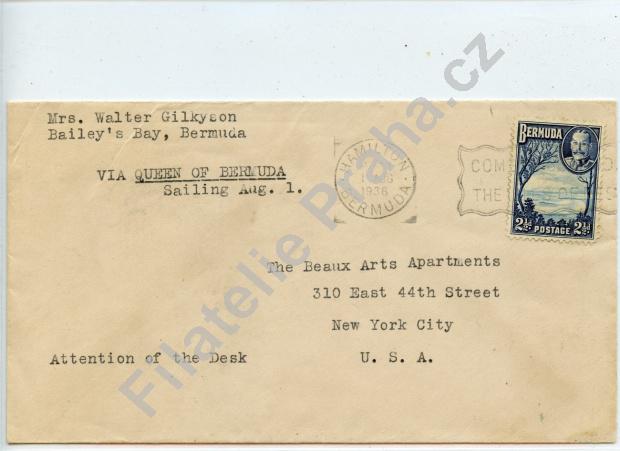 Mrs. Walter Gilkyson
Bailey's Bay, Bermuda
VIA QUEEN OF BERMUDA
Sailing Aug. 1.
HAMILTON
1936
BERMUDA
COM
THE
BERMUDA
2½ POSTAGE 2½
The Beaux Arts Apartments
310 East 44th Street
New York City
U. S. A.
Attention of the Desk
Filatelie Praha.cz